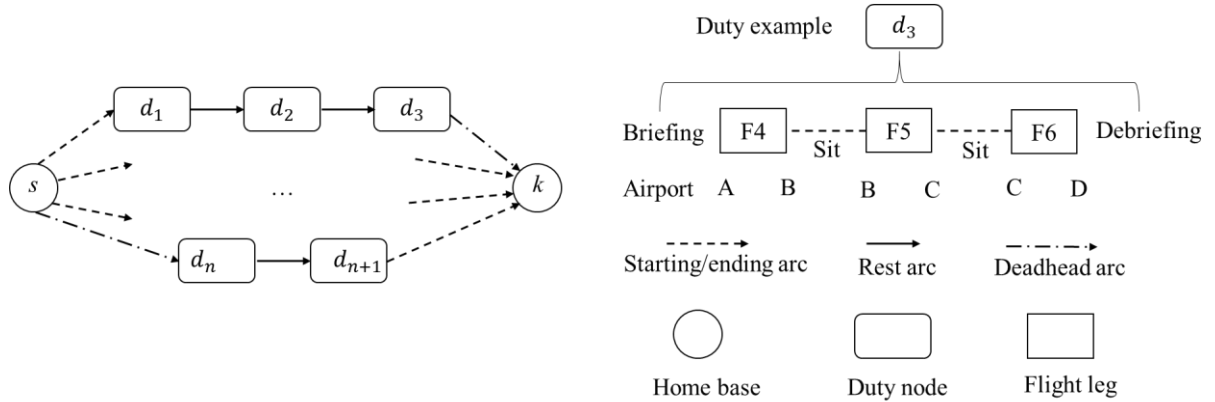 s
d₁
d₂
d₃
...
dₙ
dₙ₊₁
k
Duty example
d₃
Briefing
F4
Sit
F5
Sit
F6
Debriefing
Airport A B B C C D
Starting/ending arc
Rest arc
Deadhead arc
Home base
Duty node
Flight leg